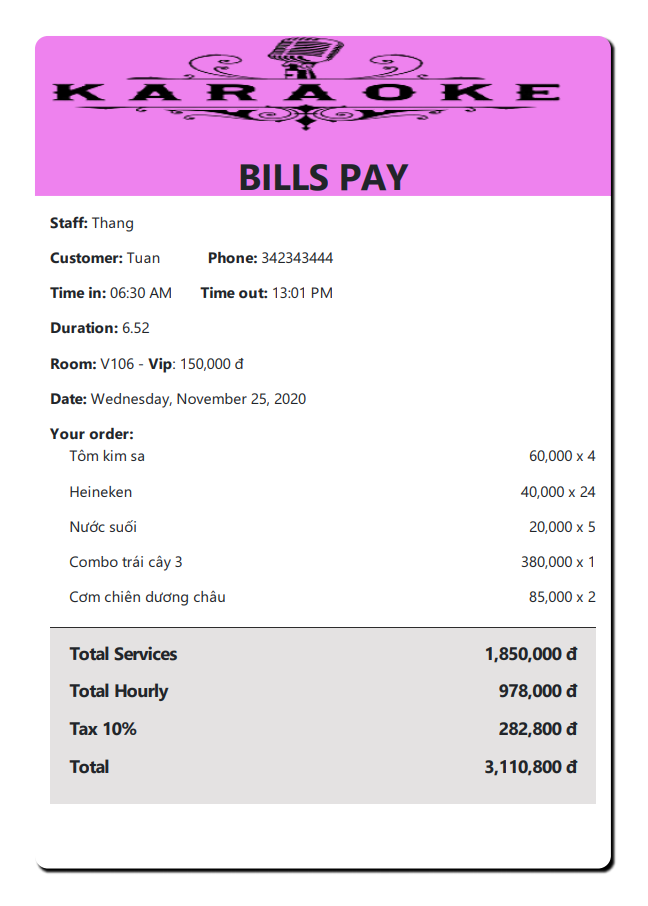 KARAOKE
BILLS PAY
Staff: Thang
Customer: Tuan Phone: 342343444
Time in: 06:30 AM Time out: 13:01 PM
Duration: 6.52
Room: V106 - Vip: 150,000 đ
Date: Wednesday, November 25, 2020
Your order:
Tôm kim sa 60,000 x 4
Heineken 40,000 x 24
Nước suối 20,000 x 5
Combo trái cây 3 380,000 x 1
Cơm chiên dương châu 85,000 x 2
Total Services 1,850,000 đ
Total Hourly 978,000 đ
Tax 10% 282,800 đ
Total 3,110,800 đ